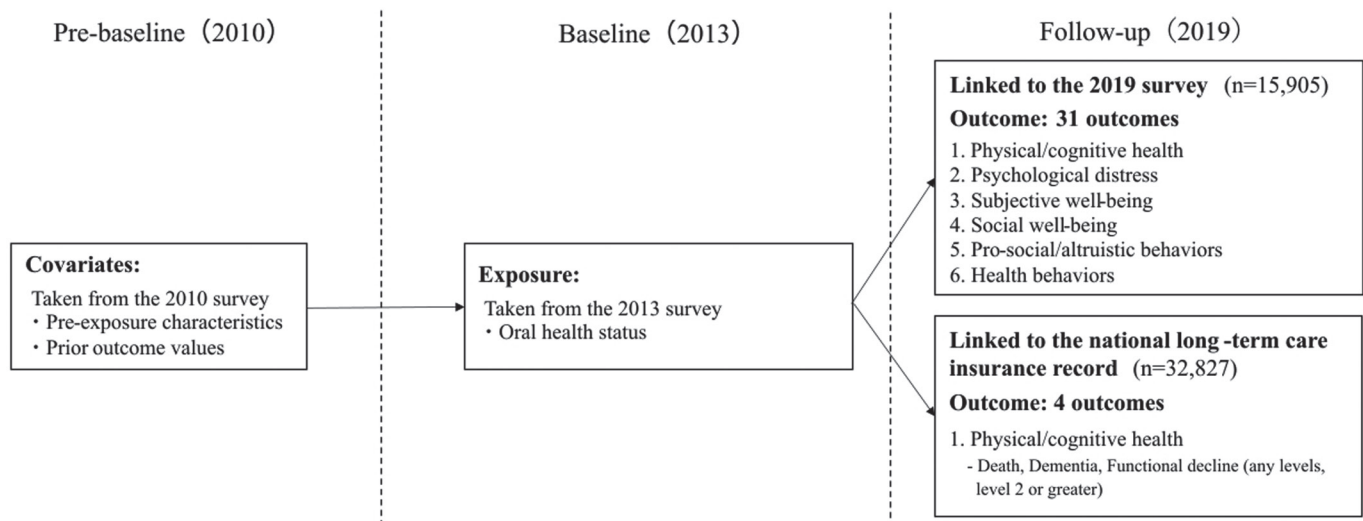 Pre-baseline（2010）
Baseline（2013）
Follow-up（2019）
Covariates:
Taken from the 2010 survey
・Pre-exposure characteristics
・Prior outcome values
Exposure:
Taken from the 2013 survey
・Oral health status
Linked to the 2019 survey (n=15,905)
Outcome: 31 outcomes
1. Physical/cognitive health
2. Psychological distress
3. Subjective well-being
4. Social well-being
5. Pro-social/altruistic behaviors
6. Health behaviors
Linked to the national long-term care
insurance record (n=32,827)
Outcome: 4 outcomes
1. Physical/cognitive health
- Death, Dementia, Functional decline (any levels,
level 2 or greater)